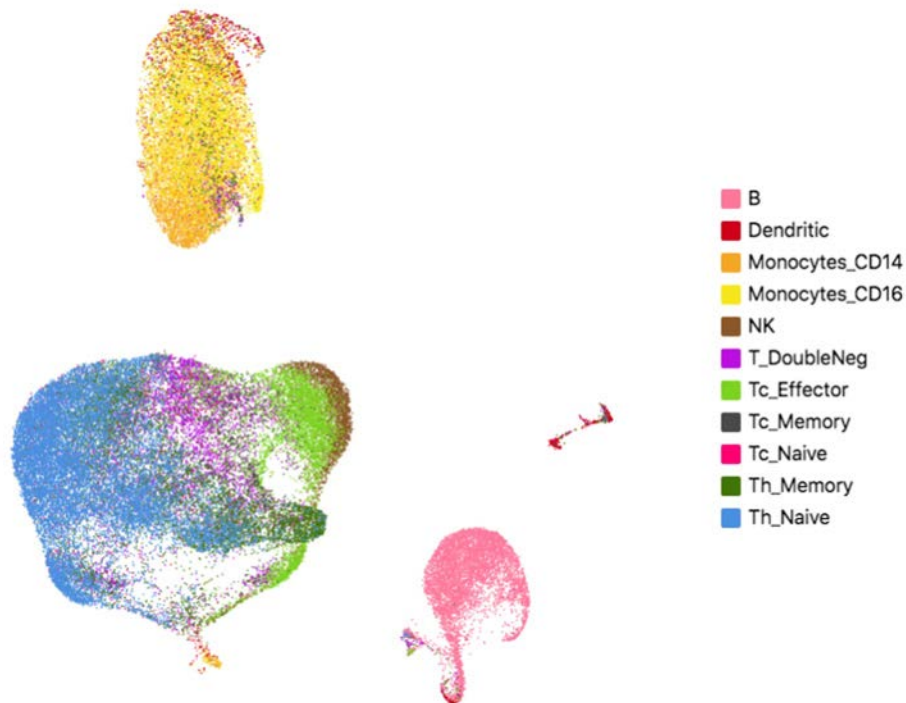 B
Dendritic
Monocytes_CD14
Monocytes_CD16
NK
T_DoubleNeg
Tc_Effector
Tc_Memory
Tc_Naive
Th_Memory
Th_Naive